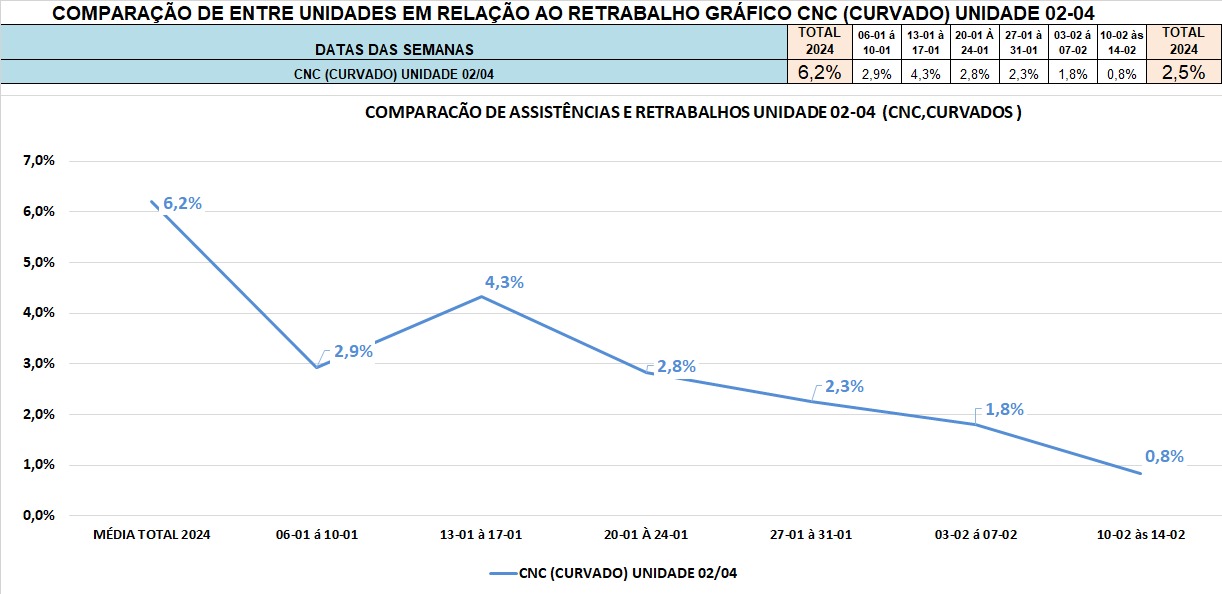 COMPARAÇÃO DE ENTRE UNIDADES EM RELAÇÃO AO RETRABALHO GRÁFICO CNC (CURVADO) UNIDADE 02-04
DATAS DAS SEMANAS
TOTAL 2024
06-01 á 10-01
13-01 à 17-01
20-01 À 24-01
27-01 à 31-01
03-02 á 07-02
10-02 às 14-02
TOTAL 2024
CNC (CURVADO) UNIDADE 02/04 6,2% 2,9% 4,3% 2,8% 2,3% 1,8% 0,8% 2,5%
COMPARACÃO DE ASSISTÊNCIAS E RETRABALHOS UNIDADE 02-04 (CNC,CURVADOS )
7,0%
6,0%
5,0%
4,0%
3,0%
2,0%
1,0%
0,0%
6,2%
2,9%
4,3%
2,8%
2,3%
1,8%
0,8%
MÉDIA TOTAL 2024 06-01 á 10-01 13-01 à 17-01 20-01 À 24-01 27-01 à 31-01 03-02 á 07-02 10-02 às 14-02
CNC (CURVADO) UNIDADE 02/04